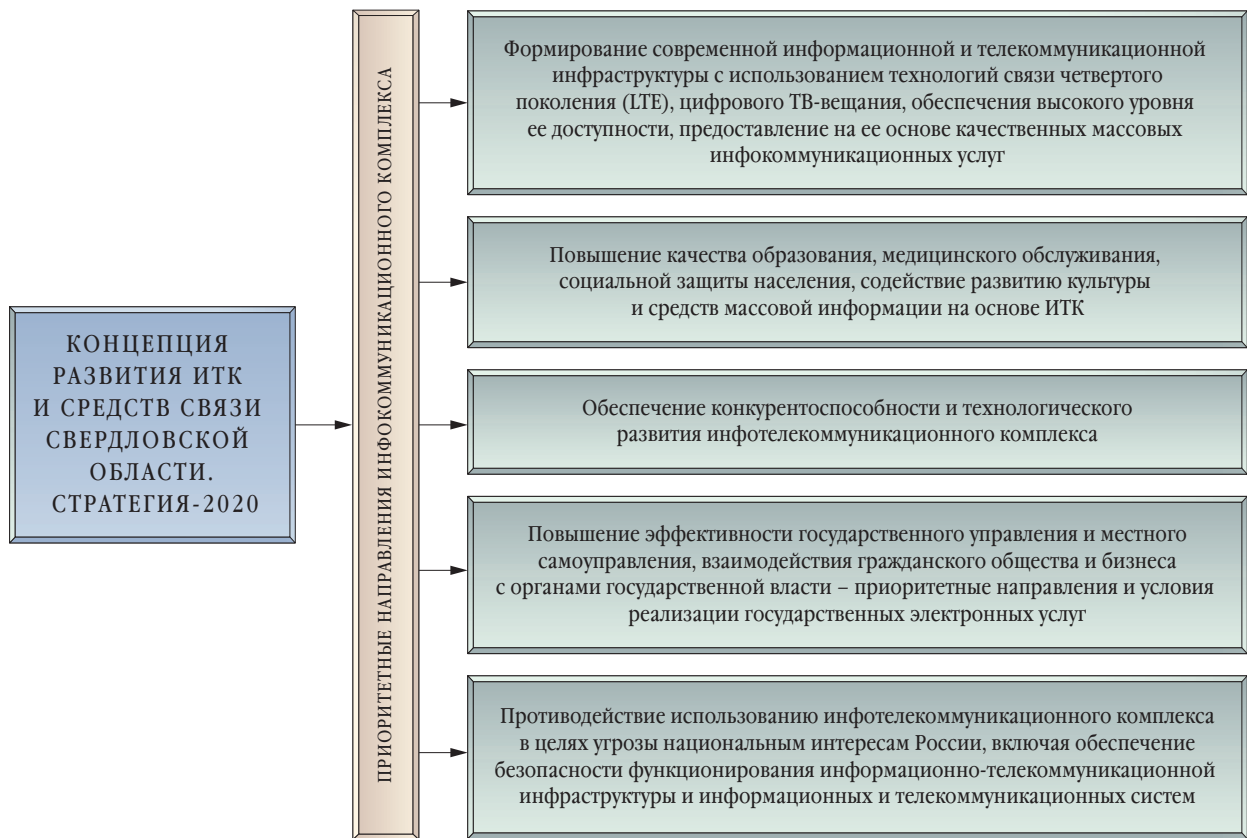 КОНЦЕПЦИЯ
РАЗВИТИЯ ИТК
И СРЕДСТВ СВЯЗИ
СВЕРДЛОВСКОЙ
ОБЛАСТИ.
СТРАТЕГИЯ-2020
ПРИОРИТЕТНЫЕ НАПРАВЛЕНИЯ ИНФОКОММУНИКАЦИОННОГО КОМПЛЕКСА
Формирование современной информационной и телекоммуникационной
инфраструктуры с использованием технологий связи четвертого
поколения (LTE), цифрового ТВ-вещания, обеспечения высокого уровня
ее доступности, предоставление на ее основе качественных массовых
инфокоммуникационных услуг
Повышение качества образования, медицинского обслуживания,
социальной защиты населения, содействие развитию культуры
и средств массовой информации на основе ИТК
Обеспечение конкурентоспособности и технологического
развития инфотелекоммуникационного комплекса
Повышение эффективности государственного управления и местного
самоуправления, взаимодействия гражданского общества и бизнеса
с органами государственной власти – приоритетные направления и условия
реализации государственных электронных услуг
Противодействие использованию инфотелекоммуникационного комплекса
в целях угрозы национальным интересам России, включая обеспечение
безопасности функционирования информационно-телекоммуникационной
инфраструктуры и информационных и телекоммуникационных систем